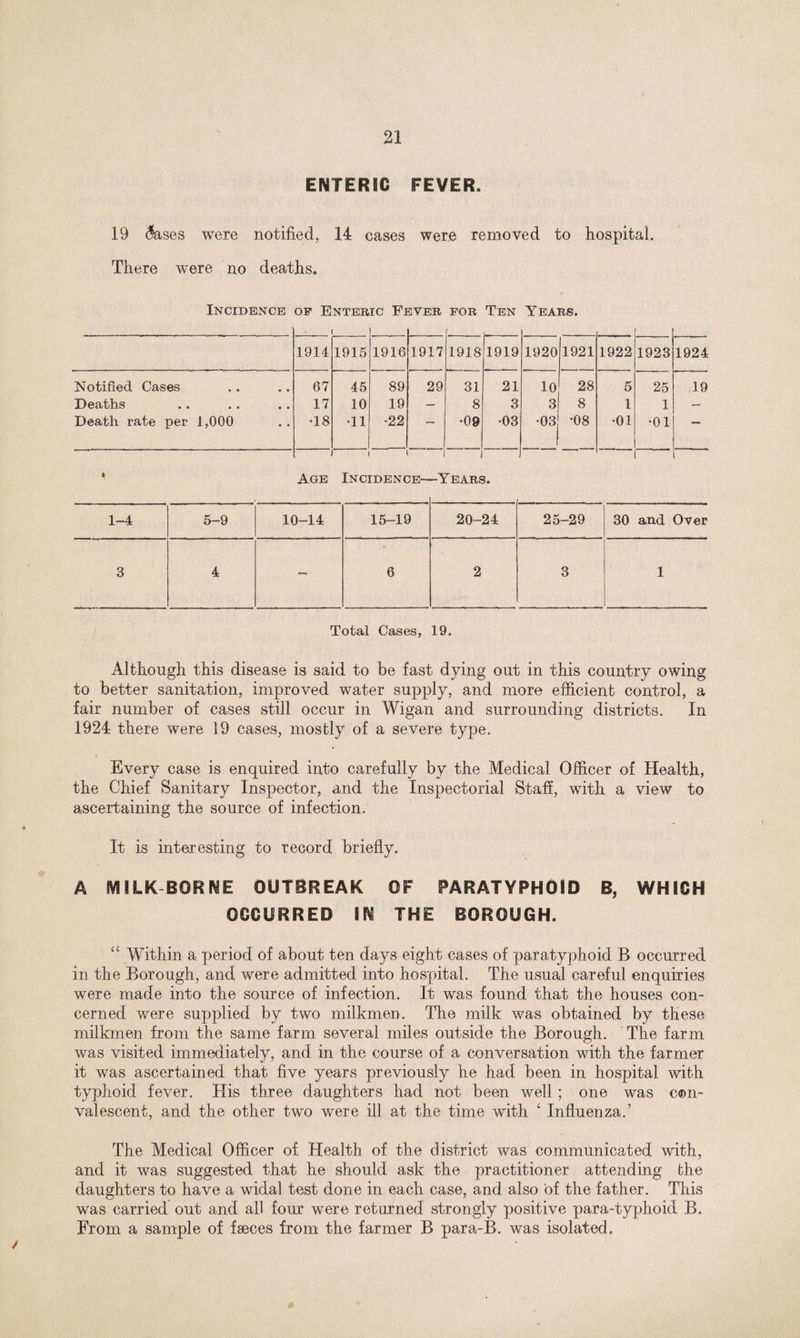 21
ENTERIC FEVER.
19 Cases were notified, 14 cases were removed to hospital.
There were no deaths.
Incidence of Enteric Fever for Ten Years.
1914 1915 1916 1917 1918 1919 1920 1921 1922 1923 1924
Notified Cases .. .. 67 45 89 29 31 21 10 28 5 25 19
Deaths .. .. .. 17 10 19 — 8 3 3 8 1 1 —
Death rate per 1,000 .. ·18 ·11 ·22 — ·09 ·03 ·03 ·08 ·01 ·01 —
Age Incidence—Years.
1-4 5-9 10-14 15-19 20-24 25-29 30 and Over
3 4 — 6 2 3 1
Total Cases, 19.
Although this disease is said to be fast dying out in this country owing
to better sanitation, improved water supply, and more efficient control, a
fair number of cases still occur in Wigan and surrounding districts. In
1924 there were 19 cases, mostly of a severe type.
Every case is enquired into carefully by the Medical Officer of Health,
the Chief Sanitary Inspector, and the Inspectorial Staff, with a view to
ascertaining the source of infection.
It is interesting to record briefly.
A MILK-BORNE OUTBREAK OF PARATYPHOID B, WHICH
OCCURRED IN THE BOROUGH.
“ Within a period of about ten days eight cases of paratyphoid B occurred
in the Borough, and were admitted into hospital. The usual careful enquiries
were made into the source of infection. It was found that the houses con-
cerned were supplied by two milkmen. The milk was obtained by these
milkmen from the same farm several miles outside the Borough. The farm
was visited immediately, and in the course of a conversation with the farmer
it was ascertained that five years previously he had been in hospital with
typhoid fever. His three daughters had not been well ; one was con-
valescent, and the other two were ill at the time with ‘ Influenza.’
The Medical Officer of Health of the district was communicated with,
and it was suggested that he should ask the practitioner attending the
daughters to have a widal test done in each case, and also of the father. This
was carried out and all four were returned strongly positive para-typhoid B.
From a sample of fæces from the farmer B para-B. was isolated.